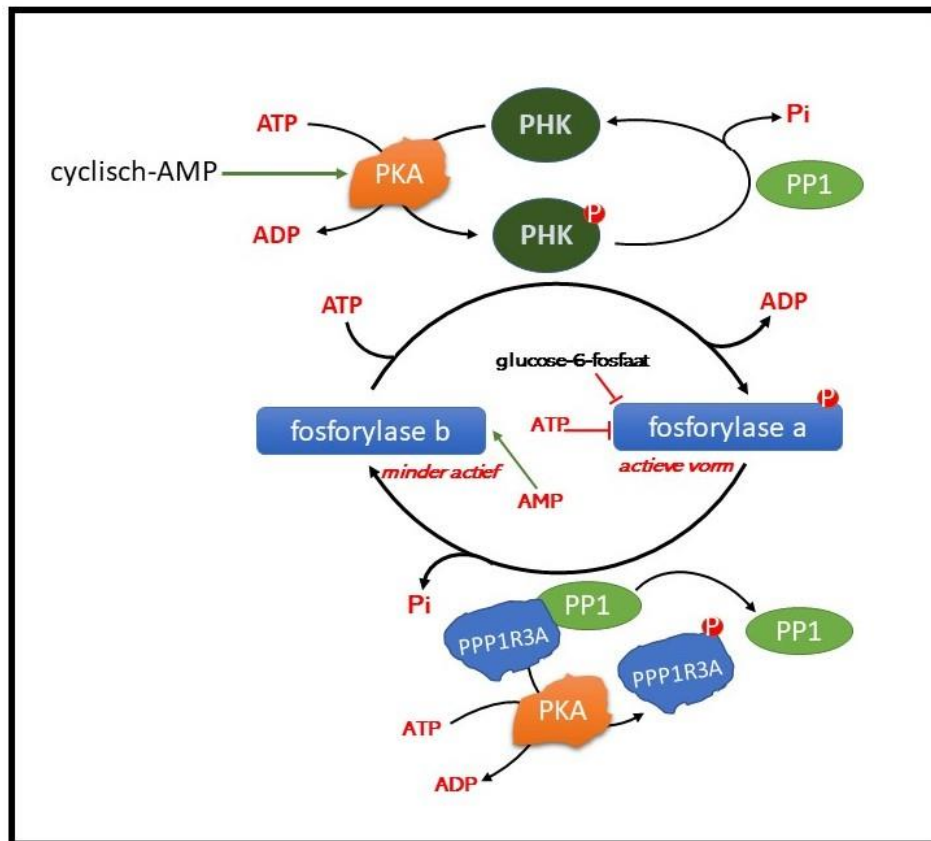 ATP
PHK
Pi
cyclisch-AMP
PKA
PP1
ADP
PHK
P
ATP
ADP
glucose-6-fosfaat
P
fosforylase b
ATP
fosforylase a
minder actief
actieve vorm
AMP
Pi
PP1
PP1
P
PPP1R3A
PPP1R3A
PKA
ATP
ADP